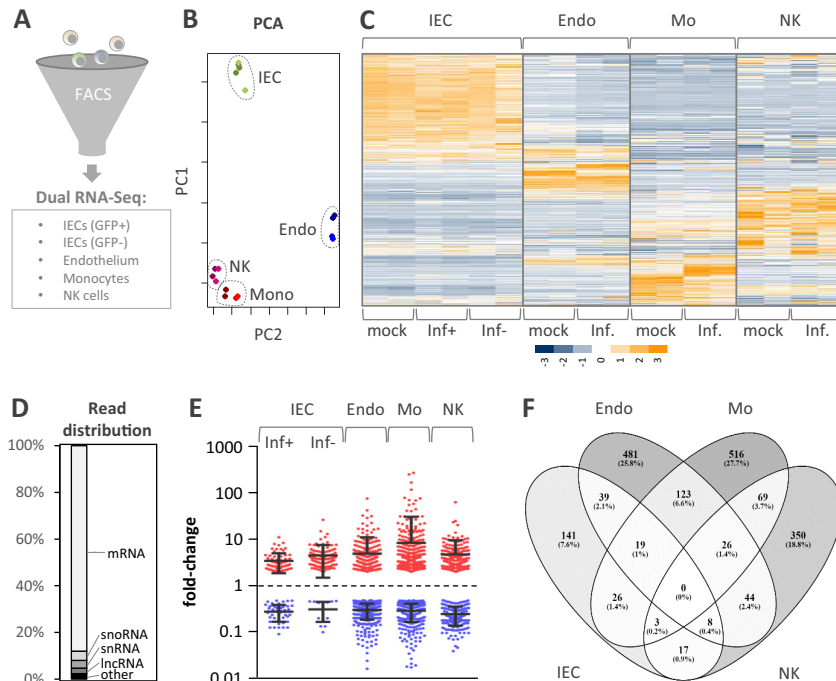 A
FACS
Dual RNA-Seq:
• IECs (GFP+)
• IECs (GFP-)
• Endothelium
• Monocytes
• NK cells
B
PCA
IEC
Endo
NK
Mono
PC1
PC2
C
IEC Endo Mo NK
mock Inf+ Inf- mock Inf. mock Inf. mock Inf.
-3 -2 -1 0 1 2 3
D
Read
distribution
100%
80%
60%
40%
20%
0%
mRNA
snoRNA
snRNA
lncRNA
other
E
IEC Endo Mo NK
Inf+ Inf-
fold-change
1000
100
10
1
0.1
0.01
F
Endo Mo
481
(25.8%)
516
(27.7%)
39
(2.1%)
123
(6.6%)
69
(3.7%)
141
(7.6%)
19
(1%)
26
(1.4%)
350
(18.8%)
26
(1.4%)
0
(0%)
44
(2.4%)
3
(0.2%)
8
(0.4%)
17
(0.9%)
IEC NK